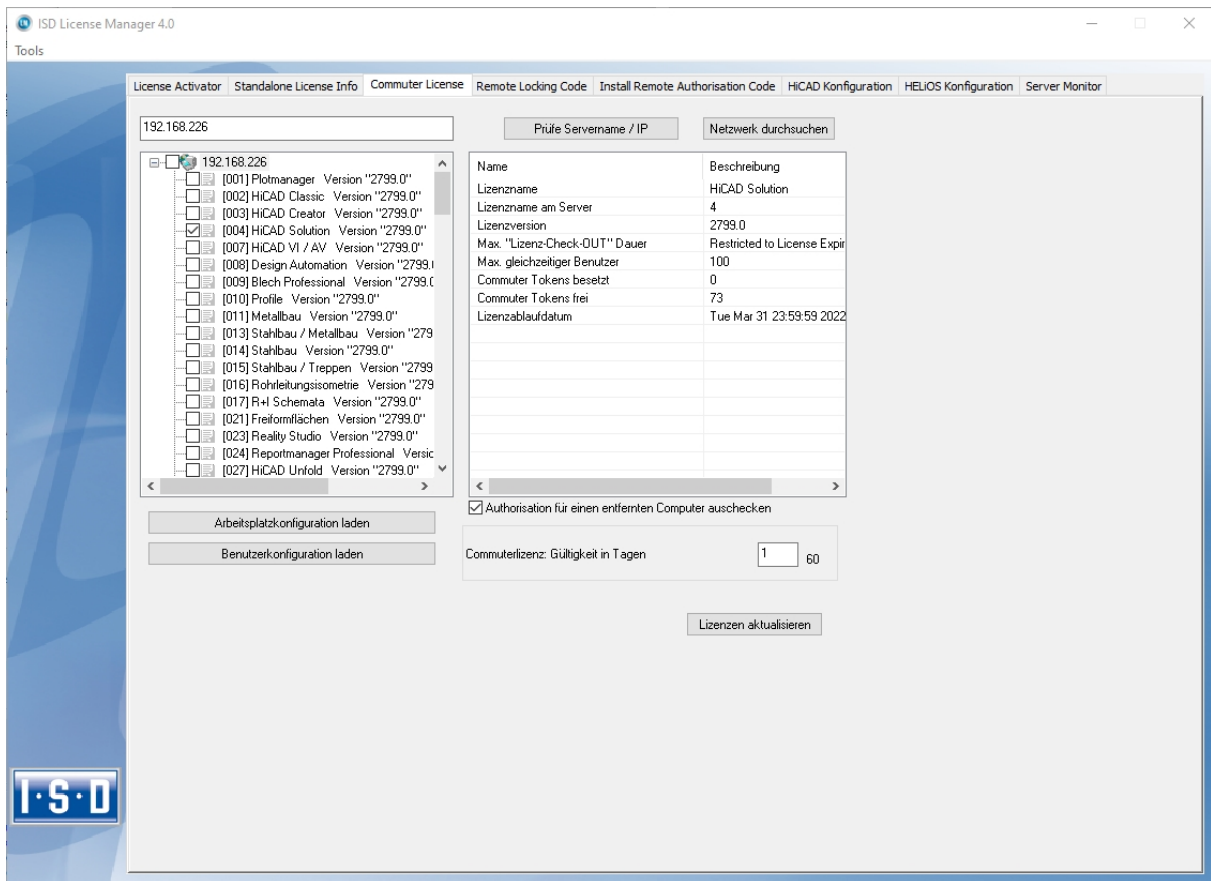 ISD License Manager 4.0
Tools
License Activator Standalone License Info Commuter License Remote Locking Code Install Remote Authorisation Code HiCAD Konfiguration HELiOS Konfiguration Server Monitor
192.168.226
Prüfe Servername / IP
Netzwerk durchsuchen
192.168.226
[001] Plotmanager Version "2799.0"
[002] HiCAD Classic Version "2799.0"
[003] HiCAD Creator Version "2799.0"
[004] HiCAD Solution Version "2799.0"
[007] HiCAD VI / AV Version "2799.0"
[008] Design Automation Version "2799.
[009] Blech Professional Version "2799.0
[010] Profile Version "2799.0"
[011] Metallbau Version "2799.0"
[013] Stahlbau / Metallbau Version "279
[014] Stahlbau Version "2799.0"
[015] Stahlbau / Treppen Version "2799
[016] Rohrleitungsisometrie Version "279
[017] R+I Schemata Version "2799.0"
[021] Freiformflächen Version "2799.0"
[023] Reality Studio Version "2799.0"
[024] Reportmanager Professional Versic
[027] HiCAD Unfold Version "2799.0"
Name Beschreibung
Lizenzname HiCAD Solution
Lizenzname am Server 4
Lizenzversion 2799.0
Max. "Lizenz-Check-OUT" Dauer Restricted to License Expir
Max. gleichzeitiger Benutzer 100
Commuter Tokens besetzt 0
Commuter Tokens frei 73
Lizenzablaufdatum Tue Mar 31 23:59:59 2022
Authorisation für einen entfernten Computer auschecken
Arbeitsplatzkonfiguration laden
Benutzerkonfiguration laden
Commuterlizenz: Gültigkeit in Tagen 1 60
Lizenzen aktualisieren
I·S·D